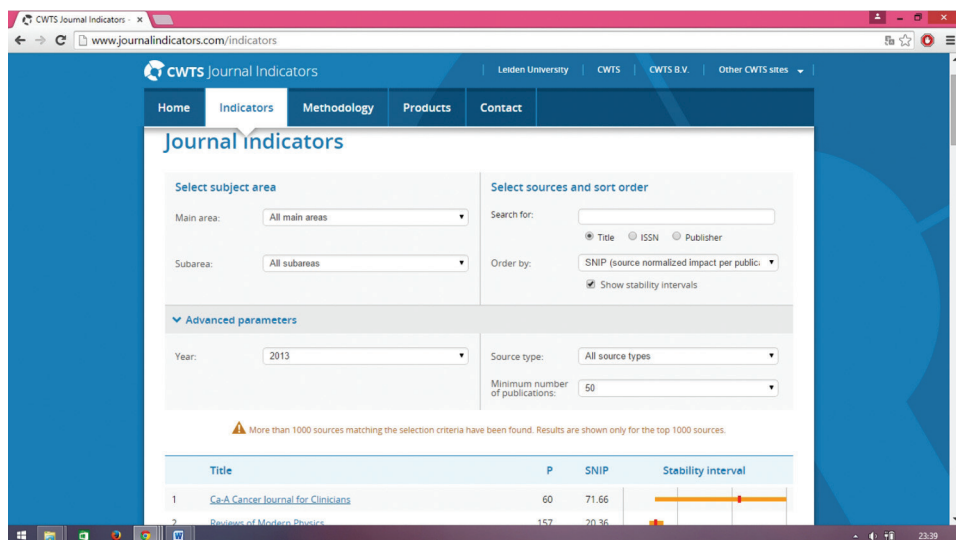 CWTS Journal Indicators -
www.journalindicators.com/indicators
CWTS Journal Indicators
Leiden University
CWTS
CWTS B.V.
Other CWTS sites
Home Indicators Methodology Products Contact
Journal Indicators
Select subject area
Main area: All main areas
Subarea: All subareas
Select sources and sort order
Search for:
Title ISSN Publisher
Order by: SNIP (source normalized impact per public
Show stability intervals
Advanced parameters
Year: 2013
Source type: All source types
Minimum number
of publications: 50
More than 1000 sources matching the selection criteria have been found. Results are shown only for the top 1000 sources.
Title P SNIP Stability interval
1 Ca-A Cancer Journal for Clinicians 60 71.66
2 Reviews of Modern Physics 157 20.36
23:39